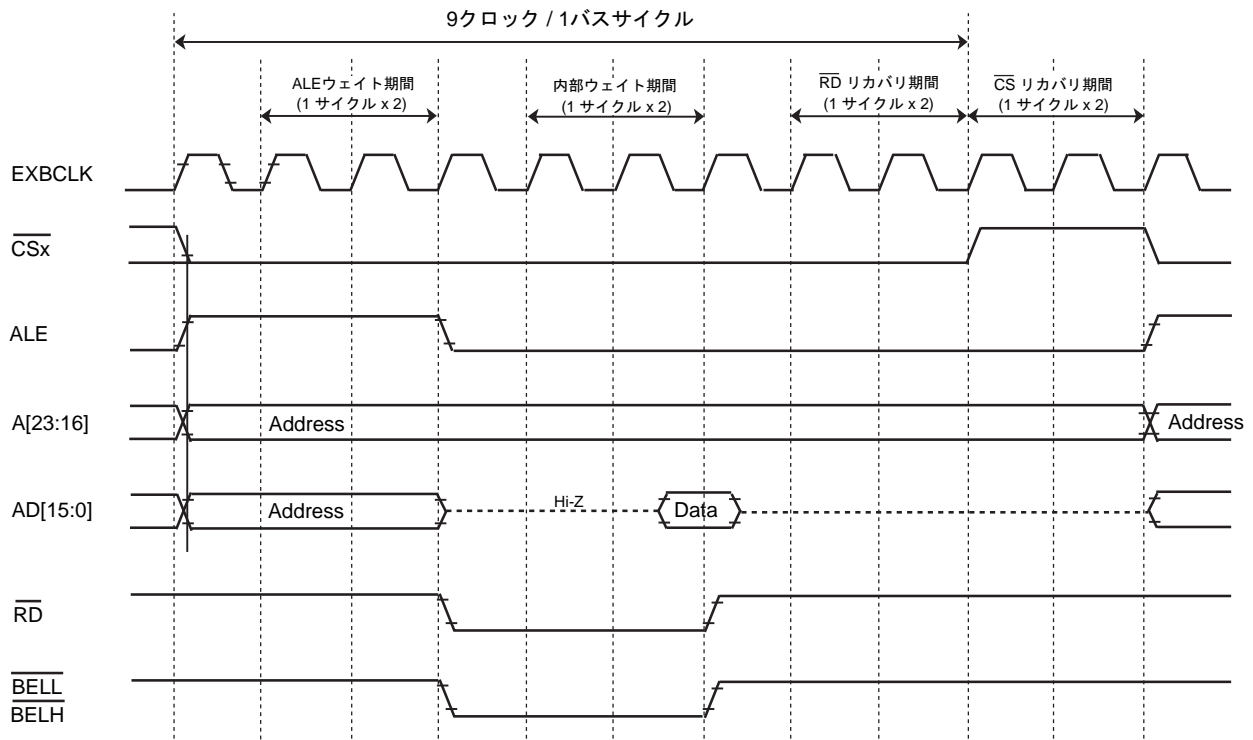 9クロック / 1バスサイクル
ALEウェイト期間
(1 サイクル x 2)
内部ウェイト期間
(1 サイクル x 2)
RD リカバリ期間
(1 サイクル x 2)
CS リカバリ期間
(1 サイクル x 2)
EXBCLK
CSx
ALE
A[23:16]
Address
Address
AD[15:0]
Address
Hi-Z
Data
RD
BELL
BELH